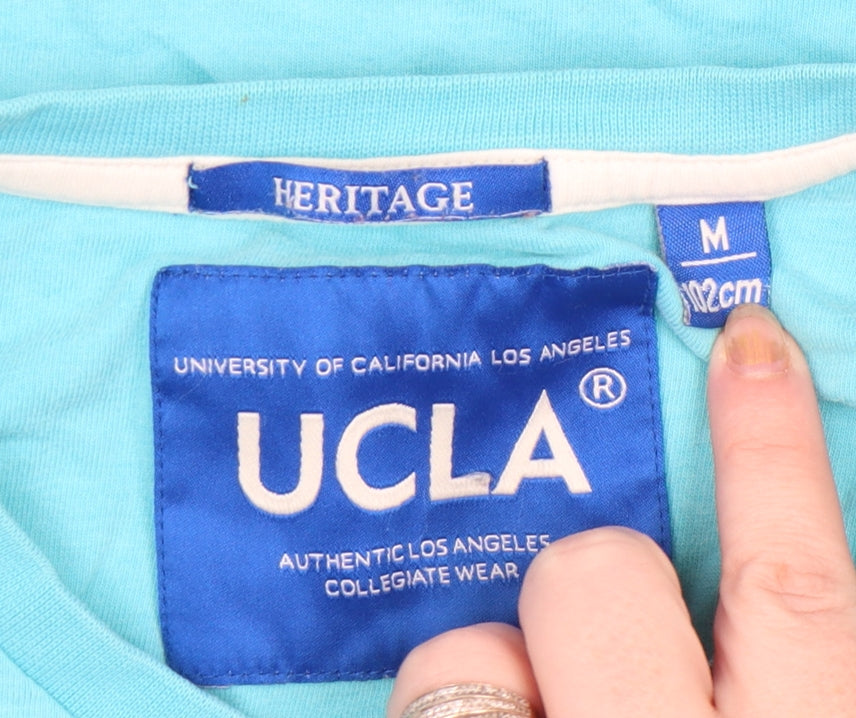 HERITAGE
M
102cm
UNIVERSITY OF CALIFORNIA LOS ANGELES
UCLA®
AUTHENTIC LOS ANGELES
COLLEGIATE WEAR